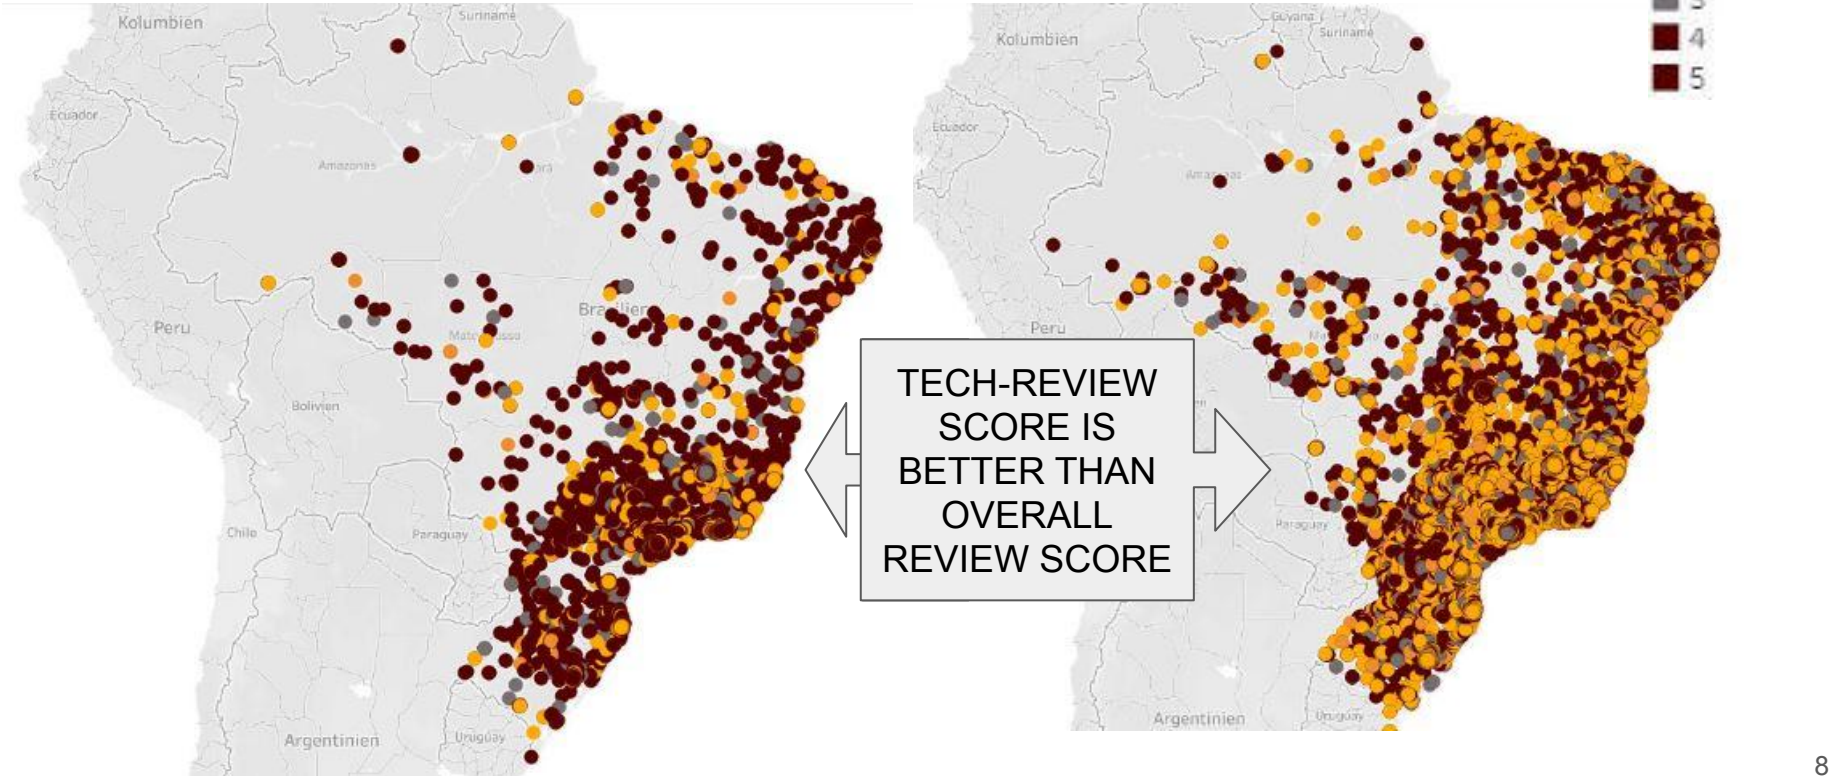 Kolumbien
Suriname
Ecuador
Amazonas
Peru
Brasilien
Bolivien
Chile
Paraguay
Argentinien
Uruguay
TECH-REVIEW
SCORE IS
BETTER THAN
OVERALL
REVIEW SCORE
Kolumbien
Guyana
Suriname
Ecuador
Peru
Paraguay
Argentinien
Uruguay
4
5
8